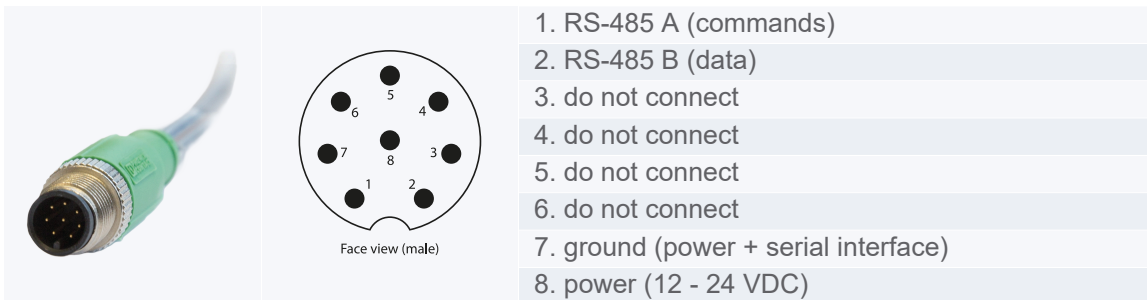 5
6
4
7
8
3
1
2
Face view (male)
1. RS-485 A (commands)
2. RS-485 B (data)
3. do not connect
4. do not connect
5. do not connect
6. do not connect
7. ground (power + serial interface)
8. power (12 - 24 VDC)